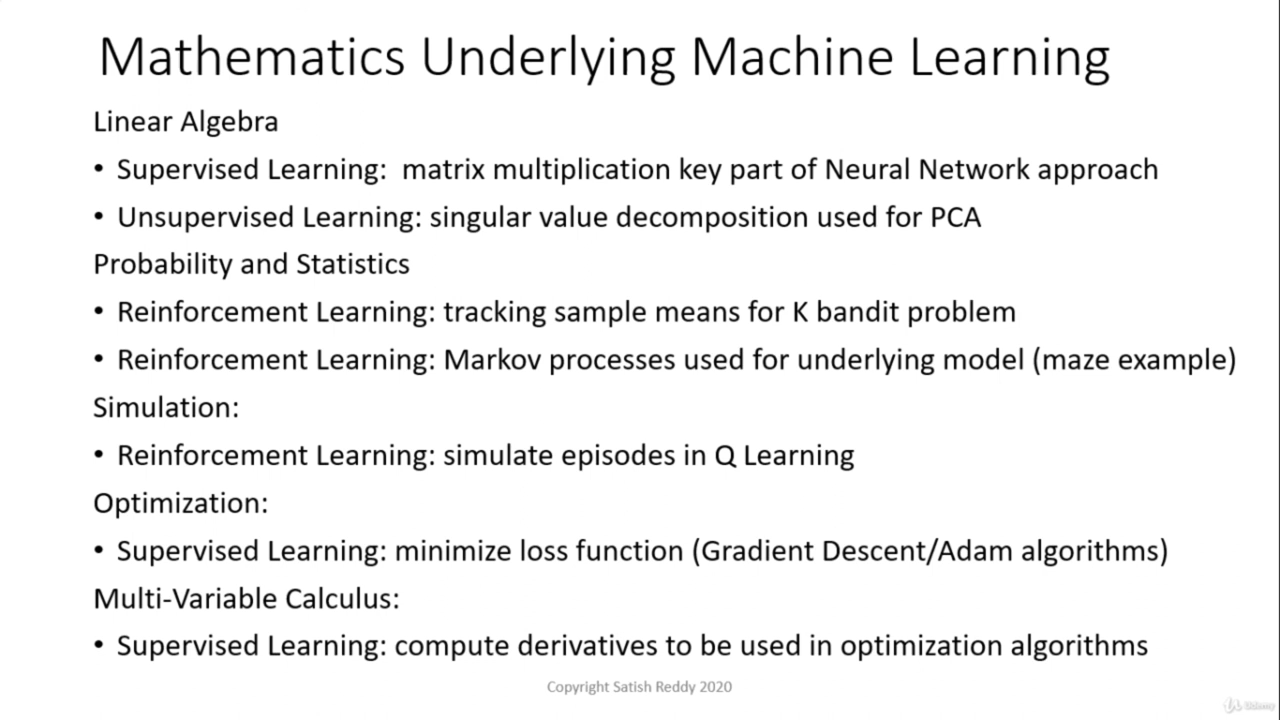 Mathematics Underlying Machine Learning
Linear Algebra
• Supervised Learning: matrix multiplication key part of Neural Network approach
• Unsupervised Learning: singular value decomposition used for PCA
Probability and Statistics
• Reinforcement Learning: tracking sample means for K bandit problem
• Reinforcement Learning: Markov processes used for underlying model (maze example)
Simulation:
• Reinforcement Learning: simulate episodes in Q Learning
Optimization:
• Supervised Learning: minimize loss function (Gradient Descent/Adam algorithms)
Multi-Variable Calculus:
• Supervised Learning: compute derivatives to be used in optimization algorithms
Copyright Satish Reddy 2020
Udemy